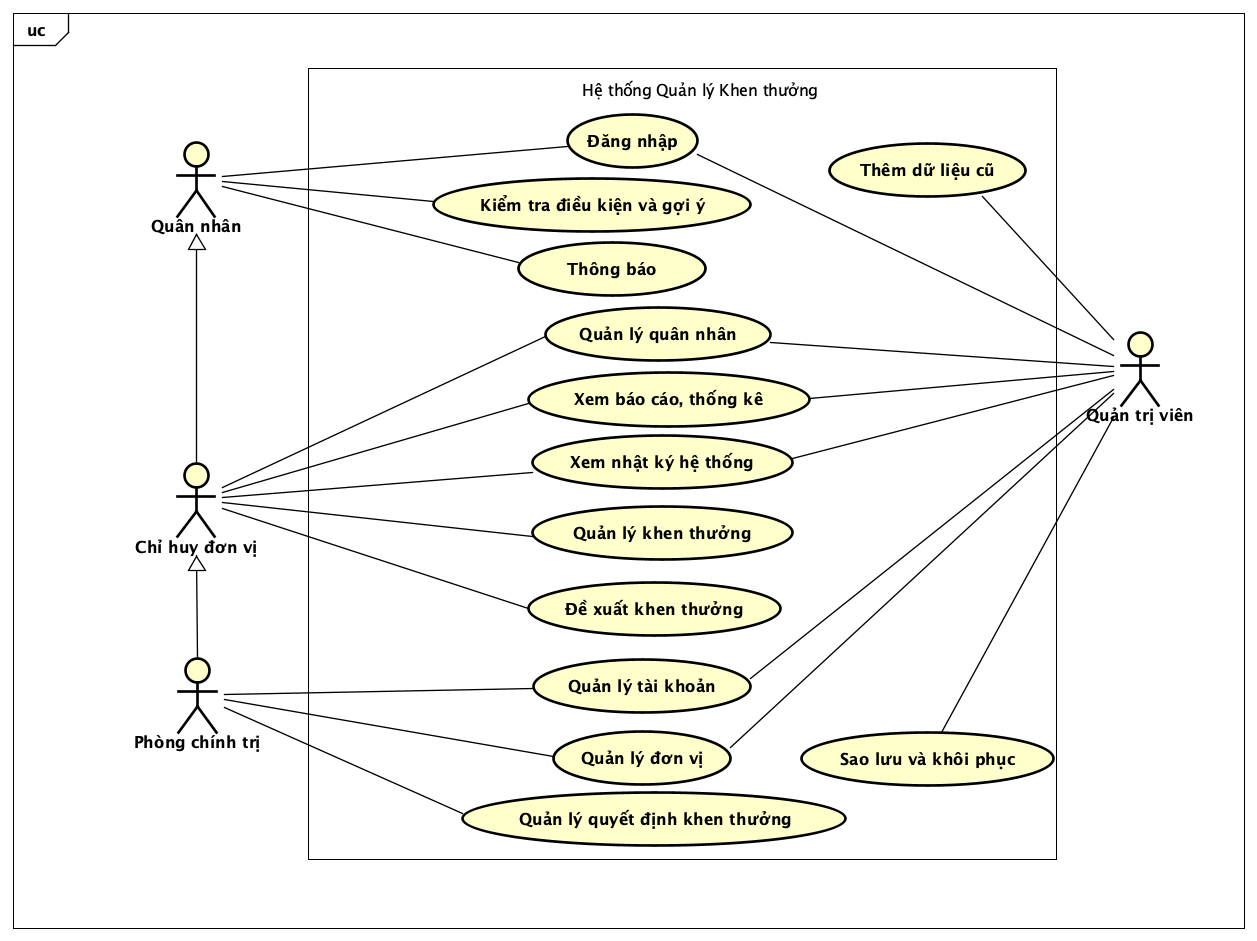 uc
Hệ thống Quản lý Khen thưởng
Đăng nhập
Thêm dữ liệu cũ
Kiểm tra điều kiện và gợi ý
Quân nhân
Thông báo
Quản lý quân nhân
Xem báo cáo, thống kê
Quản trị viên
Xem nhật ký hệ thống
Quản lý khen thưởng
Chỉ huy đơn vị
Đề xuất khen thưởng
Quản lý tài khoản
Phòng chính trị
Quản lý đơn vị
Sao lưu và khôi phục
Quản lý quyết định khen thưởng